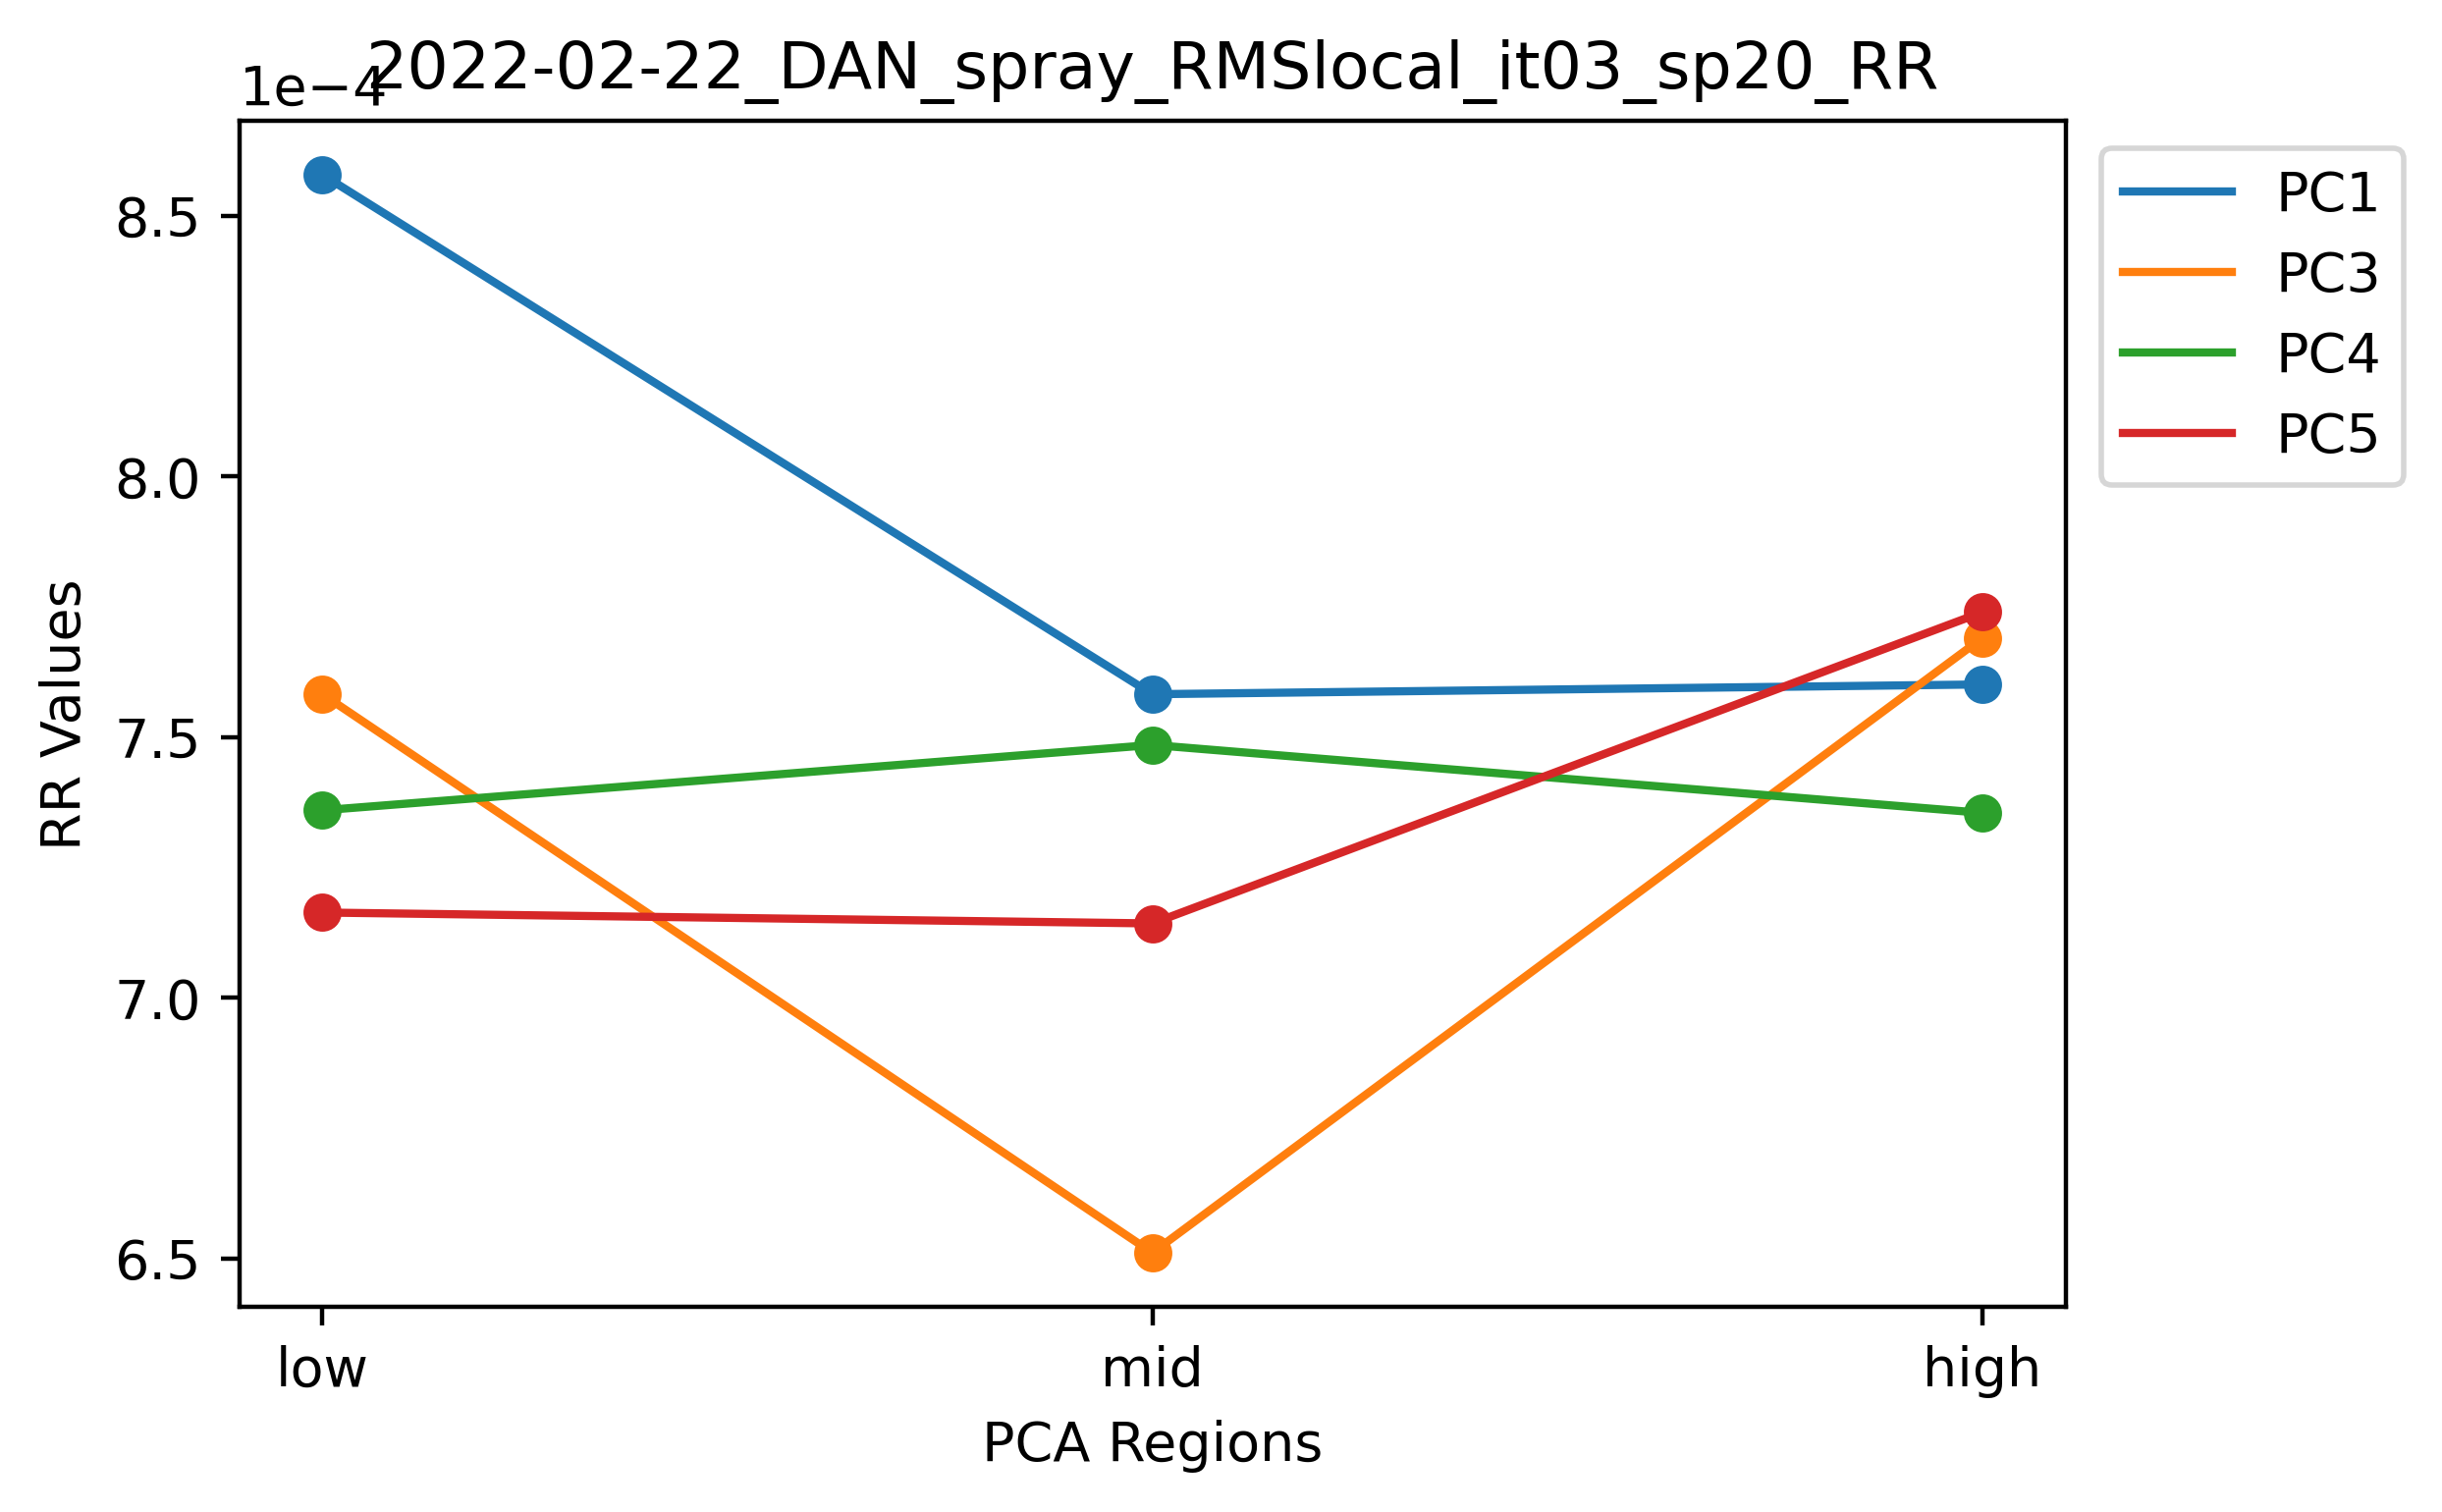 2022-02-22_DAN_spray_RMSlocal_it03_sp20_RR
1e−4
8.5
8.0
7.5
7.0
6.5
RR Values
low
mid
high
PCA Regions
PC1
PC3
PC4
PC5